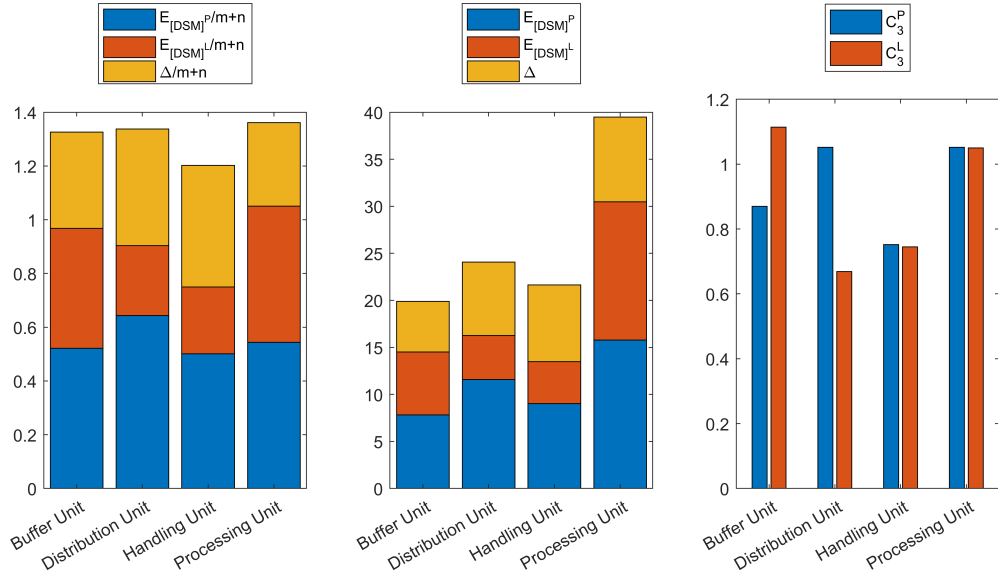 E[DSM]P/m+n
E[DSM]L/m+n
Δ/m+n
1.4
1.2
1
0.8
0.6
0.4
0.2
0
Buffer Unit
Distribution Unit
Handling Unit
Processing Unit
E[DSM]P
E[DSM]L
Δ
40
35
30
25
20
15
10
5
0
Buffer Unit
Distribution Unit
Handling Unit
Processing Unit
C3P
C3L
1.2
1
0.8
0.6
0.4
0.2
0
Buffer Unit
Distribution Unit
Handling Unit
Processing Unit